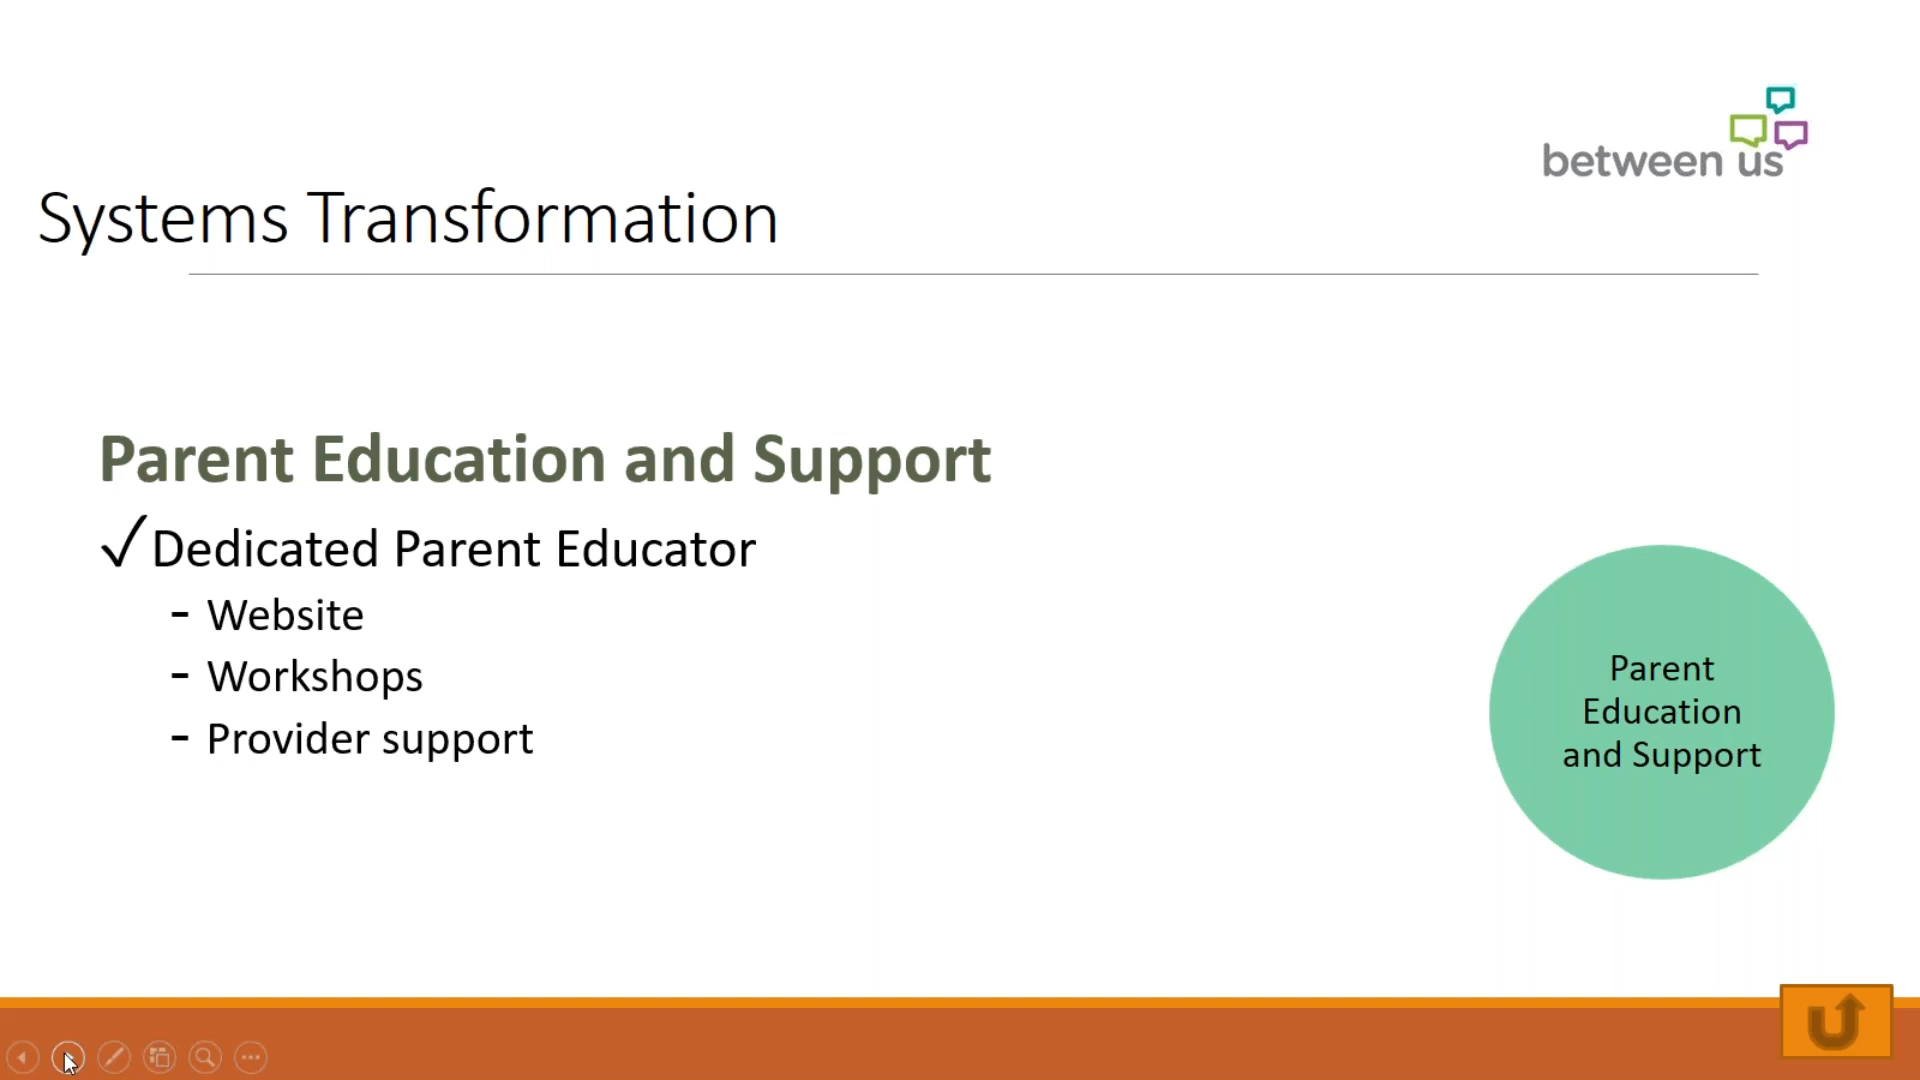 between us
Systems Transformation
Parent Education and Support
✓Dedicated Parent Educator
- Website
- Workshops
- Provider support
Parent
Education
and Support